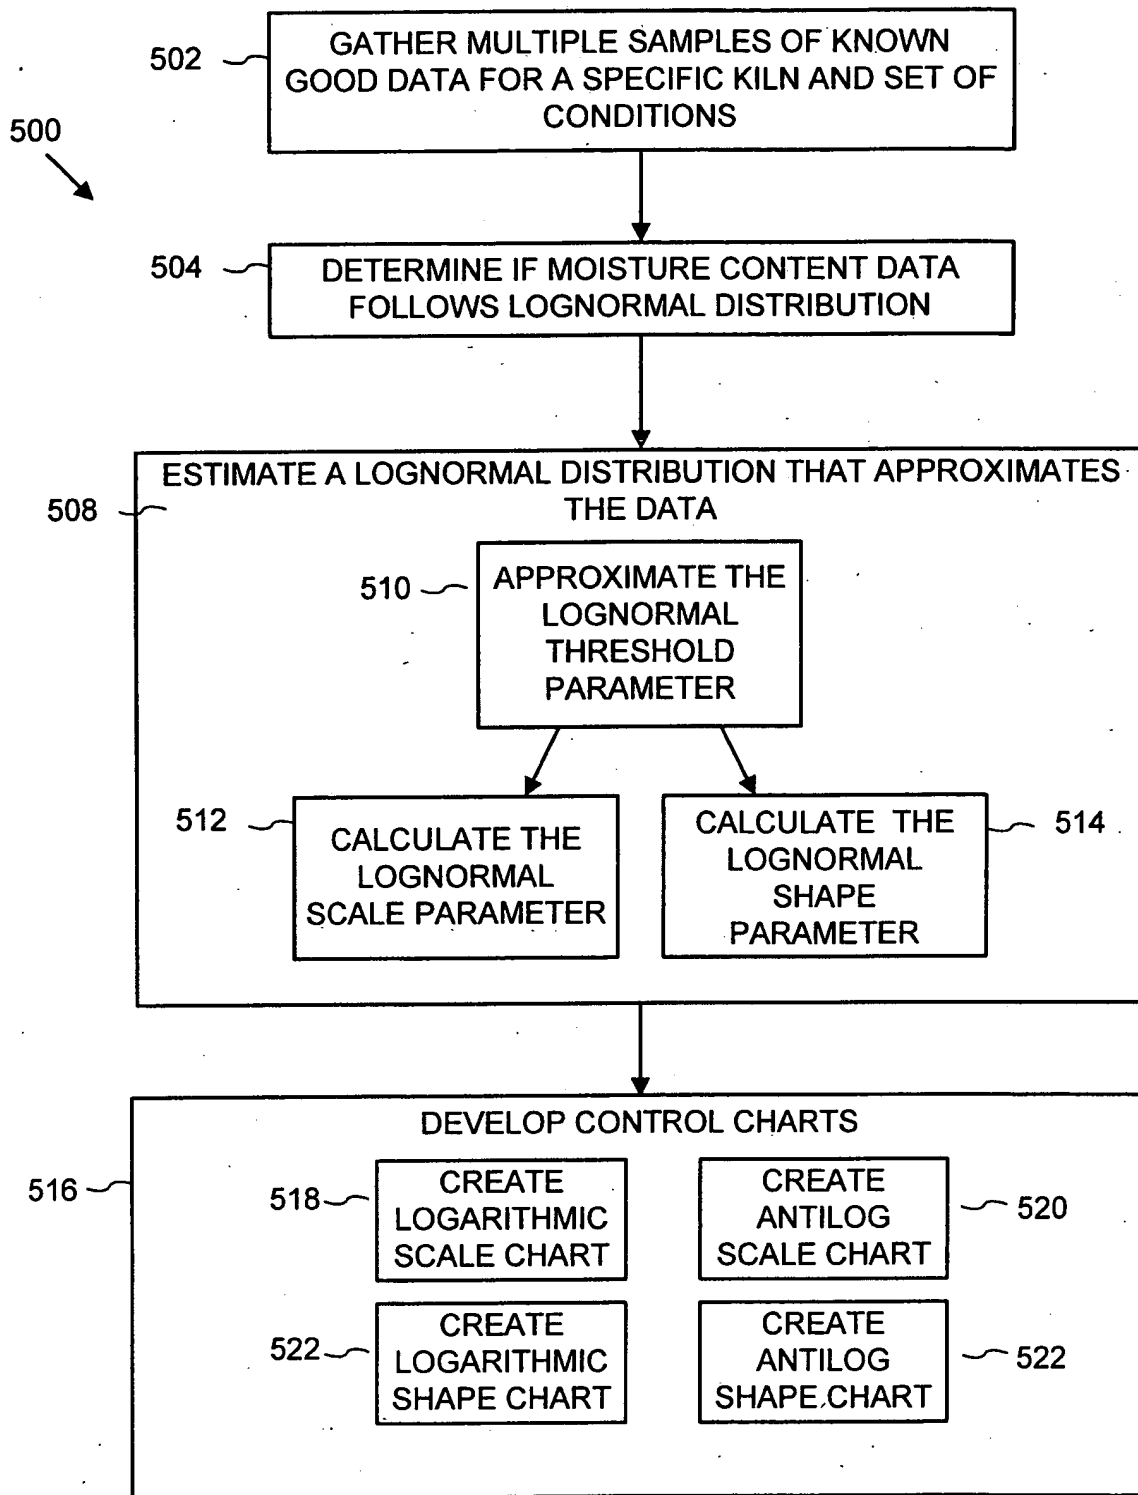 502
GATHER MULTIPLE SAMPLES OF KNOWN
GOOD DATA FOR A SPECIFIC KILN AND SET OF
CONDITIONS
500
504
DETERMINE IF MOISTURE CONTENT DATA
FOLLOWS LOGNORMAL DISTRIBUTION
508
ESTIMATE A LOGNORMAL DISTRIBUTION THAT APPROXIMATES
THE DATA
510
APPROXIMATE THE
LOGNORMAL
THRESHOLD
PARAMETER
512
CALCULATE THE
LOGNORMAL
SCALE PARAMETER
514
CALCULATE THE
LOGNORMAL
SHAPE
PARAMETER
516
DEVELOP CONTROL CHARTS
518
CREATE
LOGARITHMIC
SCALE CHART
520
CREATE
ANTILOG
SCALE CHART
522
CREATE
LOGARITHMIC
SHAPE CHART
522
CREATE
ANTILOG
SHAPE CHART